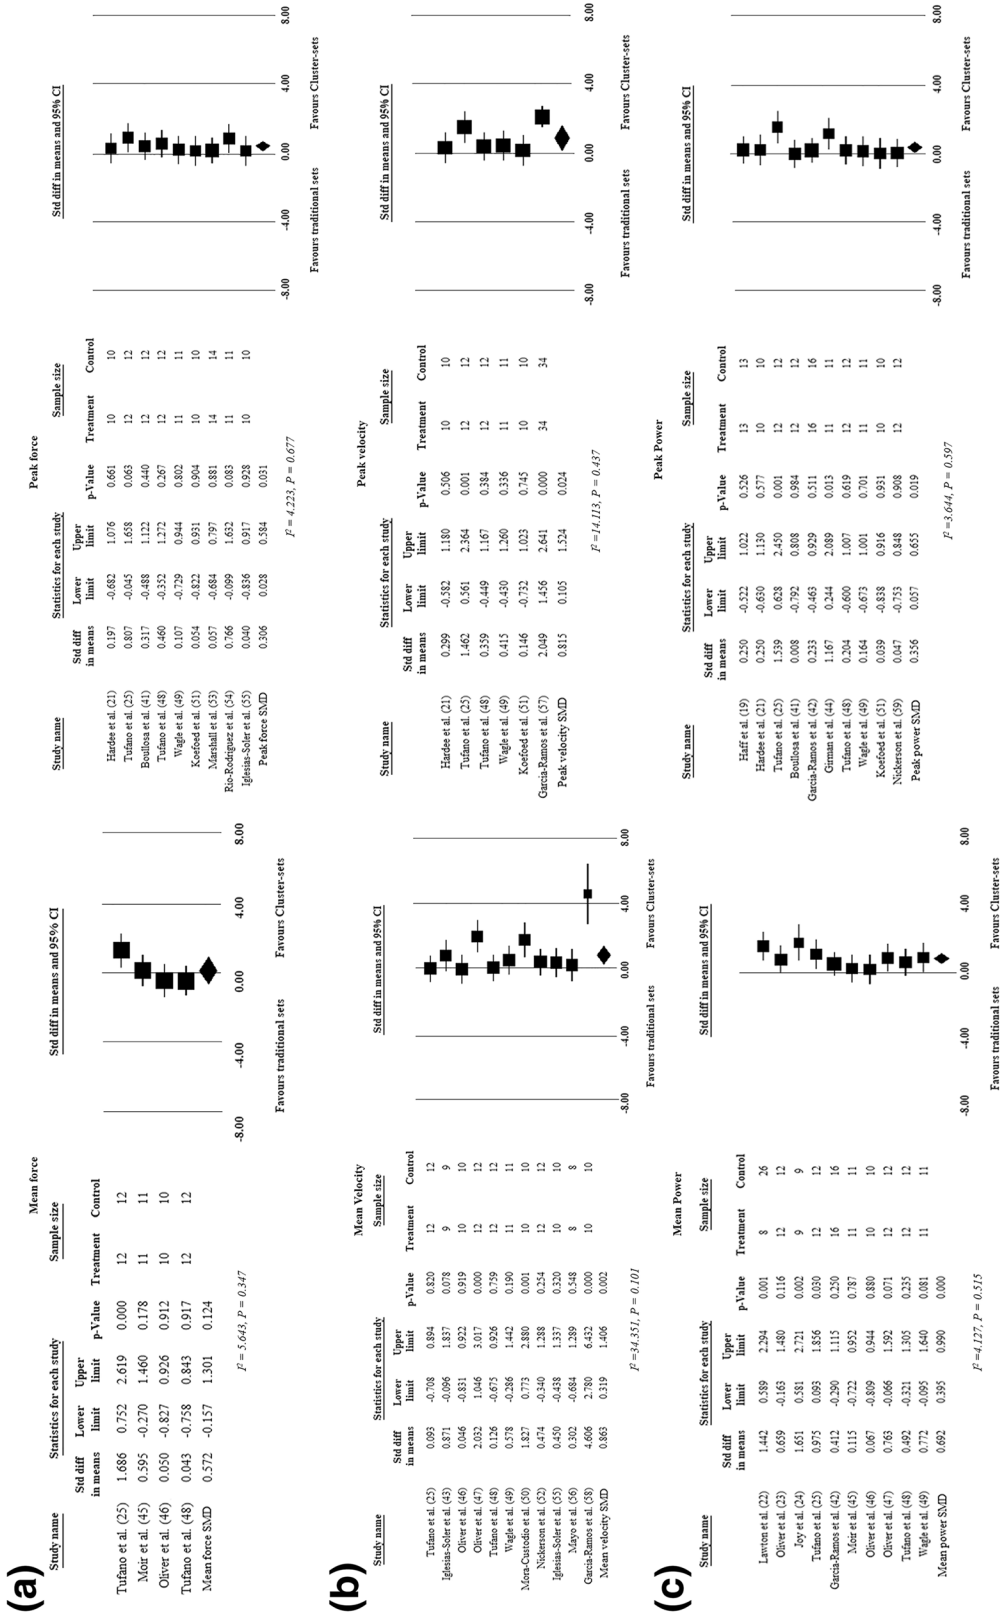 (a)
Mean force
Study name Statistics for each study Sample size Std diff in means and 95% CI
Std diff in means Lower limit Upper limit p-Value Treatment Control
Tufano et al. (25) 1.686 0.752 2.619 0.000 12 12
Moir et al. (45) 0.595 -0.270 1.460 0.178 11 11
Oliver et al. (46) 0.050 -0.827 0.926 0.912 10 10
Tufano et al. (48) 0.043 -0.758 0.843 0.917 12 12
Mean force SMD 0.572 -0.157 1.301 0.124
-8.00 -4.00 0.00 4.00 8.00
Favours traditional sets Favours Cluster-sets
I² = 5.643, P = 0.347
Peak force
Study name Statistics for each study Sample size Std diff in means and 95% CI
Std diff in means Lower limit Upper limit p-Value Treatment Control
Hardee et al. (21) 0.197 -0.682 1.076 0.661 10 10
Tufano et al. (25) 0.807 -0.045 1.658 0.063 12 12
Boullosa et al. (41) 0.317 -0.488 1.122 0.440 12 12
Tufano et al. (48) 0.460 -0.352 1.272 0.267 12 12
Wagle et al. (49) 0.107 -0.729 0.944 0.802 11 11
Koefoed et al. (51) 0.054 -0.822 0.931 0.904 10 10
Marshall et al. (53) 0.057 -0.684 0.797 0.881 14 14
Rio-Rodriguez et al. (54) 0.766 -0.099 1.632 0.083 11 11
Iglesias-Soler et al. (55) 0.040 -0.836 0.917 0.928 10 10
Peak force SMD 0.306 0.028 0.584 0.031
-8.00 -4.00 0.00 4.00 8.00
Favours traditional sets Favours Cluster-sets
I² = 4.223, P = 0.677
(b)
Mean Velocity
Study name Statistics for each study Sample size Std diff in means and 95% CI
Std diff in means Lower limit Upper limit p-Value Treatment Control
Tufano et al. (25) 0.093 -0.708 0.894 0.820 12 12
Iglesias-Soler et al. (43) 0.871 -0.096 1.837 0.078 9 9
Oliver et al. (46) 0.046 -0.831 0.922 0.919 10 10
Oliver et al. (47) 2.032 1.046 3.017 0.000 12 12
Tufano et al. (48) 0.126 -0.675 0.926 0.759 12 12
Wagle et al. (49) 0.578 -0.286 1.442 0.190 11 11
Mora-Custodio et al. (50) 1.827 0.773 2.880 0.001 10 10
Nickerson et al. (52) 0.474 -0.340 1.288 0.254 12 12
Iglesias-Soler et al. (55) 0.450 -0.438 1.337 0.320 10 10
Mayo et al. (56) 0.302 -0.684 1.289 0.548 8 8
Garcia-Ramos et al. (58) 4.606 2.780 6.432 0.000 10 10
Mean velocity SMD 0.863 0.319 1.406 0.002
-8.00 -4.00 0.00 4.00 8.00
Favours traditional sets Favours Cluster-sets
I² =34.351, P = 0.101
Peak velocity
Study name Statistics for each study Sample size Std diff in means and 95% CI
Std diff in means Lower limit Upper limit p-Value Treatment Control
Hardee et al. (21) 0.299 -0.582 1.180 0.506 10 10
Tufano et al. (25) 1.462 0.561 2.364 0.001 12 12
Tufano et al. (48) 0.359 -0.449 1.167 0.384 12 12
Wagle et al. (49) 0.415 -0.430 1.260 0.336 11 11
Koefoed et al. (51) 0.146 -0.732 1.023 0.745 10 10
Garcia-Ramos et al. (57) 2.049 1.456 2.641 0.000 34 34
Peak velocity SMD 0.815 0.105 1.524 0.024
-8.00 -4.00 0.00 4.00 8.00
Favours traditional sets Favours Cluster-sets
I² =14.113, P = 0.437
(c)
Mean Power
Study name Statistics for each study Sample size Std diff in means and 95% CI
Std diff in means Lower limit Upper limit p-Value Treatment Control
Lawton et al. (22) 1.442 0.589 2.294 0.001 8 26
Oliver et al. (23) 0.659 -0.163 1.480 0.116 12 12
Joy et al. (24) 1.651 0.581 2.721 0.002 9 9
Tufano et al. (25) 0.975 0.093 1.856 0.030 12 12
Garcia-Ramos et al. (42) 0.412 -0.290 1.115 0.250 16 16
Moir et al. (45) 0.115 -0.722 0.952 0.787 11 11
Oliver et al. (46) 0.067 -0.809 0.944 0.880 10 10
Oliver et al. (47) 0.763 -0.066 1.592 0.071 12 12
Tufano et al. (48) 0.492 -0.321 1.305 0.235 12 12
Wagle et al. (49) 0.772 -0.095 1.640 0.081 11 11
Mean power SMD 0.692 0.395 0.990 0.000
-8.00 -4.00 0.00 4.00 8.00
Favours traditional sets Favours Cluster-sets
I² =4.127, P = 0.515
Peak Power
Study name Statistics for each study Sample size Std diff in means and 95% CI
Std diff in means Lower limit Upper limit p-Value Treatment Control
Haff et al. (19) 0.250 -0.522 1.022 0.526 13 13
Hardee et al. (21) 0.250 -0.630 1.130 0.577 10 10
Tufano et al. (25) 1.539 0.628 2.450 0.001 12 12
Boullosa et al. (41) 0.008 -0.792 0.808 0.984 12 12
Garcia-Ramos et al. (42) 0.233 -0.463 0.929 0.511 16 16
Girman et al. (44) 1.167 0.244 2.089 0.013 11 11
Tufano et al. (48) 0.204 -0.600 1.007 0.619 12 12
Wagle et al. (49) 0.164 -0.673 1.001 0.701 11 11
Koefoed et al. (51) 0.039 -0.838 0.916 0.931 10 10
Nickerson et al. (59) 0.047 -0.753 0.848 0.908 12 12
Peak power SMD 0.356 0.057 0.655 0.019
-8.00 -4.00 0.00 4.00 8.00
Favours traditional sets Favours Cluster-sets
I² =3.644, P = 0.597